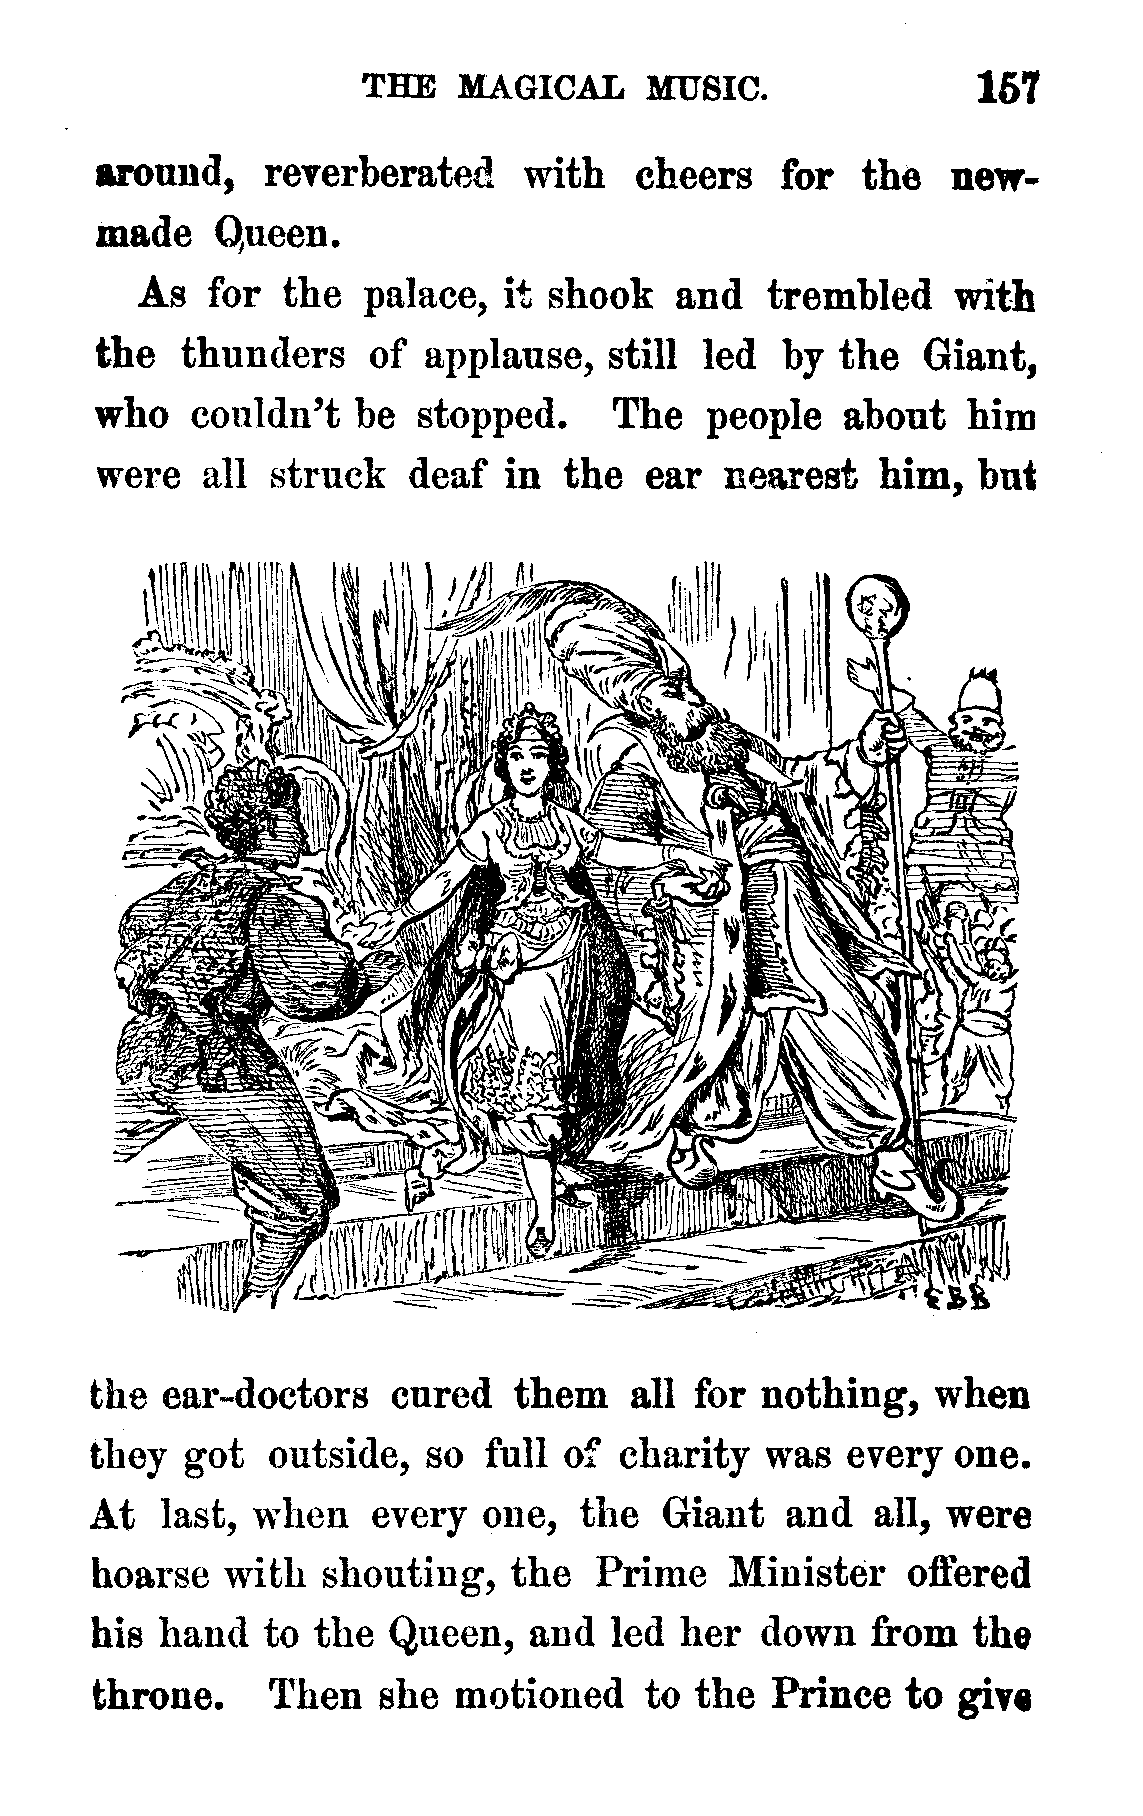 THE MAGICAL MUSIC. 157
around, reverberated with cheers for the new-
made Queen.
As for the palace, it shook and trembled with
the thunders of applause, still led by the Giant,
who couldn't be stopped. The people about him
were all struck deaf in the ear nearest him, but
EBB
the ear-doctors cured them all for nothing, when
they got outside, so full of charity was every one.
At last, when every one, the Giant and all, were
hoarse with shouting, the Prime Minister offered
his hand to the Queen, and led her down from the
throne. Then she motioned to the Prince to give